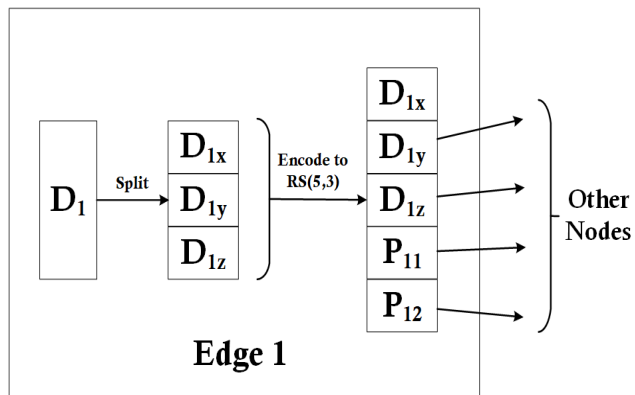 D1
Split
D1x
D1y
D1z
Encode to
RS(5,3)
D1x
D1y
D1z
P11
P12
Other
Nodes
Edge 1